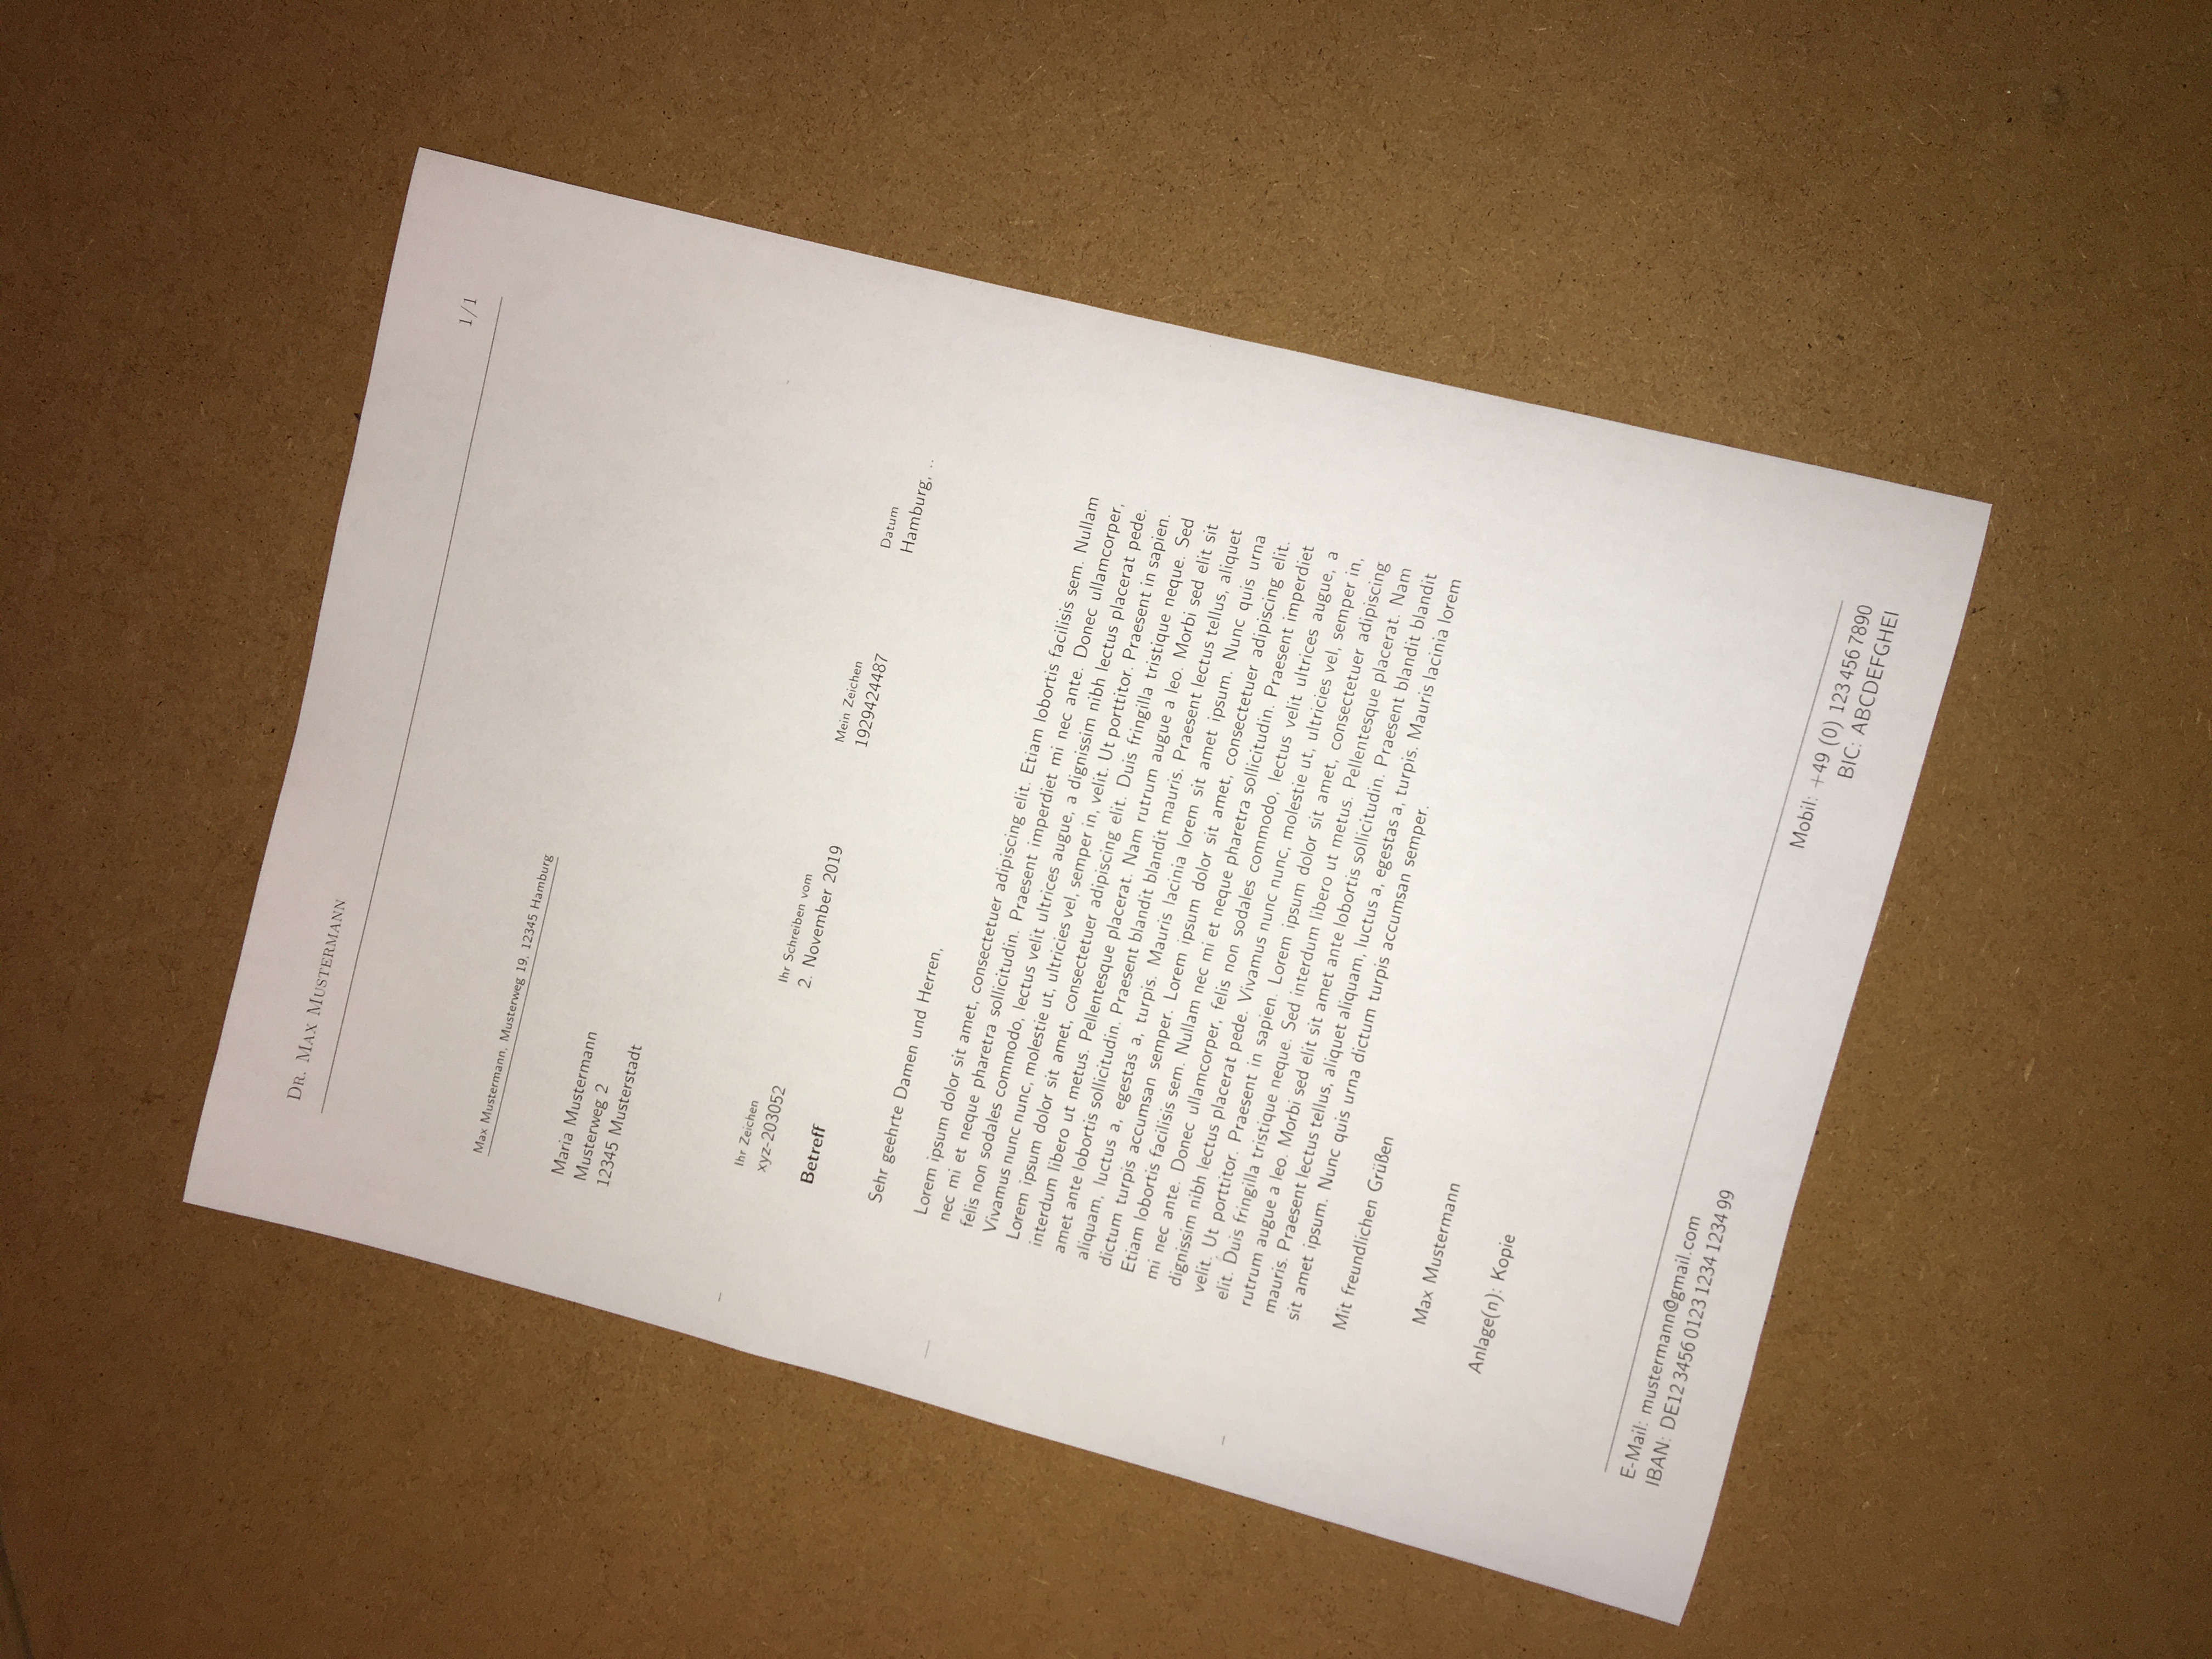 Dr. Max Mustermann
1/1
Max Mustermann, Musterweg 19, 12345 Hamburg
Maria Mustermann
Musterweg 2
12345 Musterstadt
Ihr Zeichen
xyz-203052
Ihr Schreiben vom
2. November 2019
Mein Zeichen
1929424487
Datum
Hamburg, ..
Betreff
Sehr geehrte Damen und Herren,
Lorem ipsum dolor sit amet, consectetuer adipiscing elit. Etiam lobortis facilisis sem. Nullam
nec mi et neque pharetra sollicitudin. Praesent imperdiet mi nec ante. Donec ullamcorper,
felis non sodales commodo, lectus velit ultrices augue, a dignissim nibh lectus placerat pede.
Vivamus nunc nunc, molestie ut, ultricies vel, semper in, velit. Ut porttitor. Praesent in sapien.
Lorem ipsum dolor sit amet, consectetuer adipiscing elit. Duis fringilla tristique neque. Sed
interdum libero ut metus. Pellentesque placerat. Nam rutrum augue a leo. Morbi sed elit sit
amet ante lobortis sollicitudin. Praesent blandit blandit mauris. Praesent lectus tellus, aliquet
aliquam, luctus a, egestas a, turpis. Mauris lacinia lorem sit amet ipsum. Nunc quis urna
dictum turpis accumsan semper. Lorem ipsum dolor sit amet, consectetuer adipiscing elit.
Etiam lobortis facilisis sem. Nullam nec mi et neque pharetra sollicitudin. Praesent imperdiet
mi nec ante. Donec ullamcorper, felis non sodales commodo, lectus velit ultrices augue, a
dignissim nibh lectus placerat pede. Vivamus nunc nunc, molestie ut, ultricies vel, semper in,
velit. Ut porttitor. Praesent in sapien. Lorem ipsum dolor sit amet, consectetuer adipiscing
elit. Duis fringilla tristique neque. Sed interdum libero ut metus. Pellentesque placerat. Nam
rutrum augue a leo. Morbi sed elit sit amet ante lobortis sollicitudin. Praesent blandit blandit
mauris. Praesent lectus tellus, aliquet aliquam, luctus a, egestas a, turpis. Mauris lacinia lorem
sit amet ipsum. Nunc quis urna dictum turpis accumsan semper.
Mit freundlichen Grüßen
Max Mustermann
Anlage(n): Kopie
E-Mail: mustermann@gmail.com
IBAN: DE12 3456 0123 1234 1234 99
Mobil: +49 (0) 123 456 7890
BIC: ABCDEFGHEI